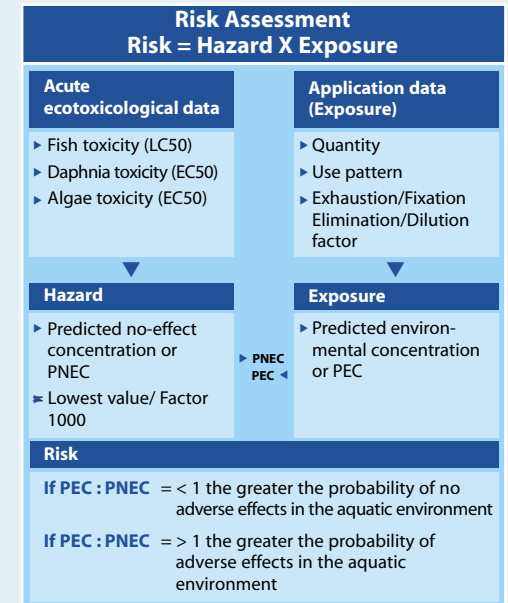 Risk Assessment
Risk = Hazard X Exposure
Acute
ecotoxicological data
▸ Fish toxicity (LC50)
▸ Daphnia toxicity (EC50)
▸ Algae toxicity (EC50)
Application data
(Exposure)
▸ Quantity
▸ Use pattern
▸ Exhaustion/Fixation
Elimination/Dilution
factor
Hazard
▸ Predicted no-effect
concentration or
PNEC
= Lowest value/ Factor
1000
▸ PNEC
PEC ◂
Exposure
▸ Predicted environ-
mental concentration
or PEC
Risk
If PEC : PNEC = < 1 the greater the probability of no
adverse effects in the aquatic environment
If PEC : PNEC = > 1 the greater the probability of
adverse effects in the aquatic
environment